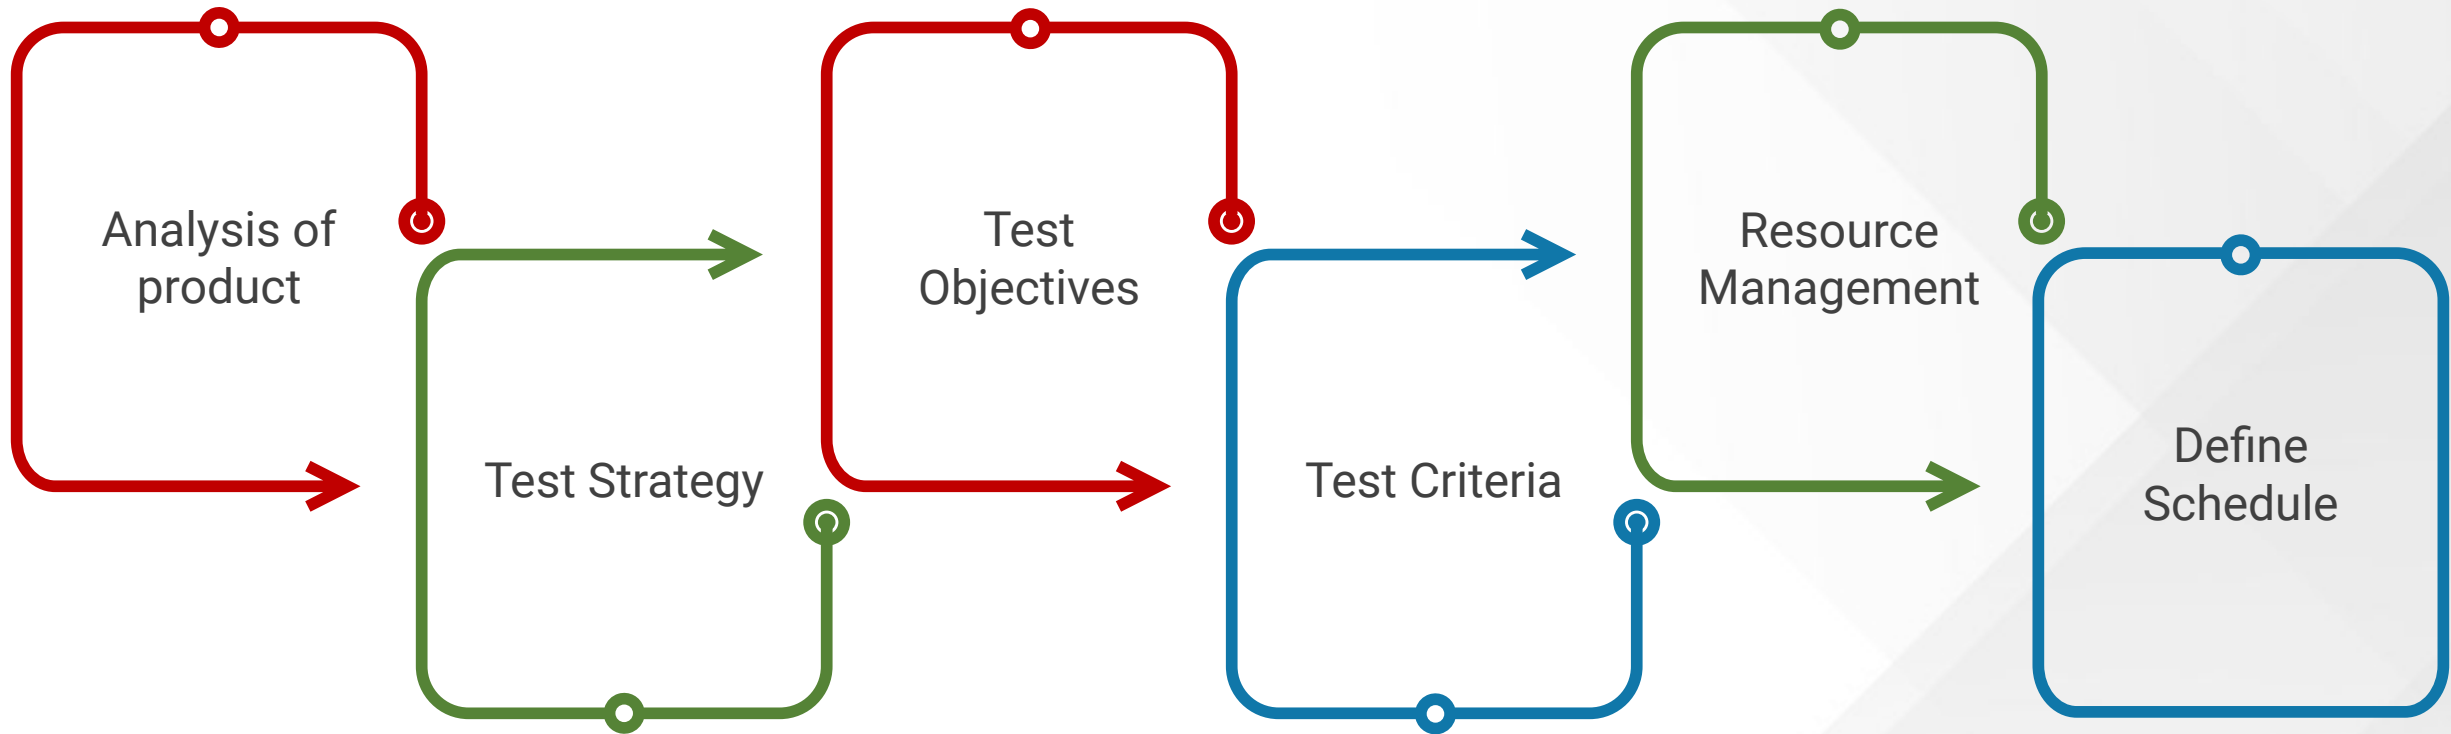 Analysis of
product
Test Strategy
Test
Objectives
Test Criteria
Resource
Management
Define
Schedule